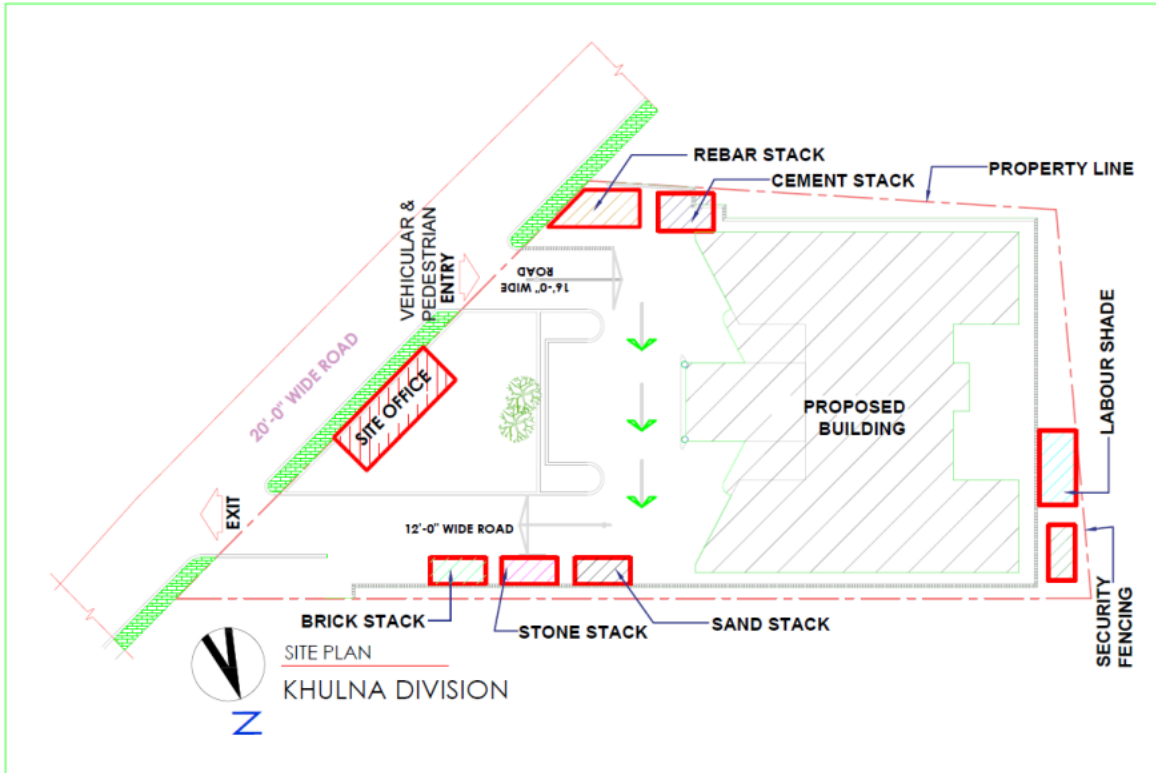 REBAR STACK
CEMENT STACK
PROPERTY LINE
VEHICULAR &
PEDESTRIAN
ENTRY
16'-0" WIDE
ROAD
20'-0" WIDE ROAD
SITE OFFICE
PROPOSED
BUILDING
LABOUR SHADE
EXIT
12'-0" WIDE ROAD
BRICK STACK
STONE STACK
SAND STACK
SECURITY
FENCING
SITE PLAN
KHULNA DIVISION
N